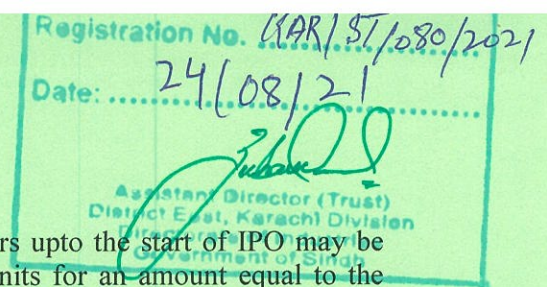 Registration No. KAR/ST/080/2021
Date: ........ 24/08/21
Assistant Director (Trust)
District East, Karachi Division
rs upto the start of IPO may be
Government of Sindh
nits for an amount equal to the